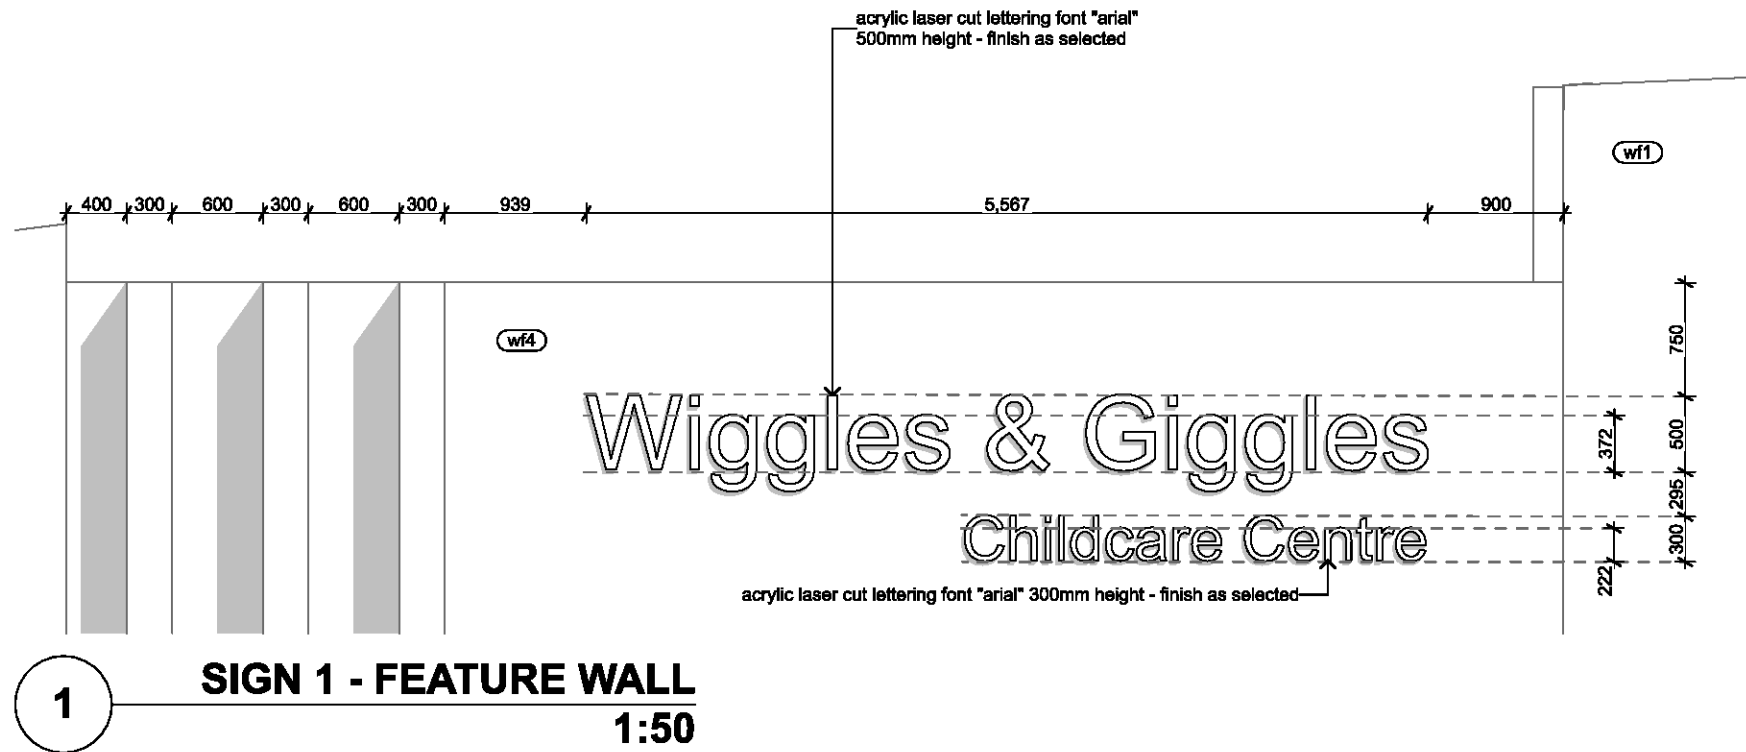 acrylic laser cut lettering font "arial"
500mm height - finish as selected
wf1
400 300 600 300 600 300 939 5,567 900
wf4
750
Wiggles & Giggles
372
500
295
Childcare Centre
300
222
acrylic laser cut lettering font "arial" 300mm height - finish as selected
1
SIGN 1 - FEATURE WALL
1:50